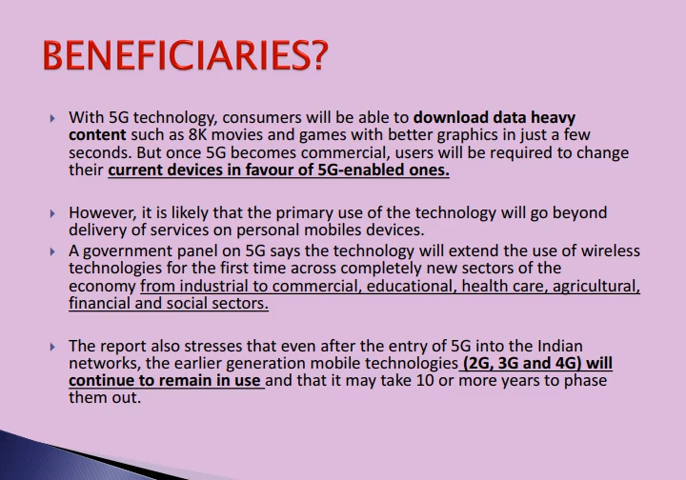 BENEFICIARIES?
With 5G technology, consumers will be able to download data heavy
content such as 8K movies and games with better graphics in just a few
seconds. But once 5G becomes commercial, users will be required to change
their current devices in favour of 5G-enabled ones.
However, it is likely that the primary use of the technology will go beyond
delivery of services on personal mobiles devices.
A government panel on 5G says the technology will extend the use of wireless
technologies for the first time across completely new sectors of the
economy from industrial to commercial, educational, health care, agricultural,
financial and social sectors.
The report also stresses that even after the entry of 5G into the Indian
networks, the earlier generation mobile technologies (2G, 3G and 4G) will
continue to remain in use and that it may take 10 or more years to phase
them out.